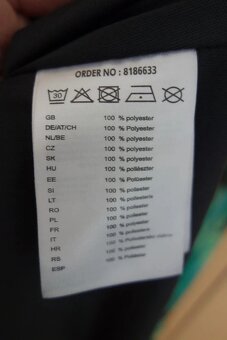 ORDER NO : 8186633
30
GB 100 % polyester
DE/AT/CH 100 % Polyester
NL/BE 100 % polyester
CZ 100 % polyester
SK 100 % polyester
HU 100 % poliészter
EE 100 % Polüester
SI 100 % poliester
LT 100 % poliesteris
RO 100 % poliester
PL 100 % poliester
FR 100 % polyester
IT 100 % poliestere
HR 100 %
RS 100 %
ESP 100 % Poliéster